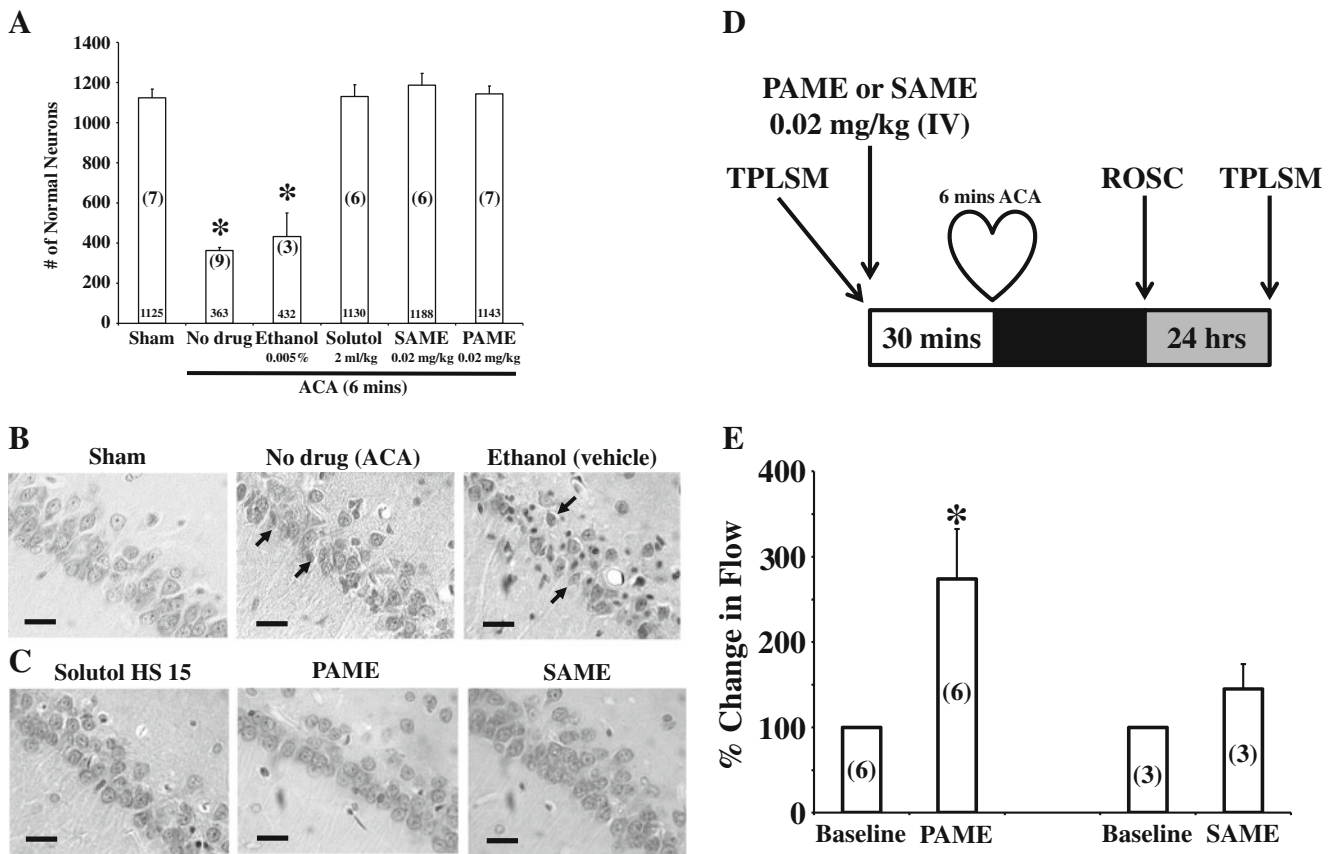 A
1400
1200
1000
800
600
400
200
0
# of Normal Neurons
(7)
*
(9)
*
(3)
(6)
(6)
(7)
1125
363
432
1130
1188
1143
Sham
No drug
Ethanol
0.005%
Solutol
2 ml/kg
SAME
0.02 mg/kg
PAME
0.02 mg/kg
ACA (6 mins)
D
PAME or SAME
0.02 mg/kg (IV)
TPLSM
6 mins ACA
ROSC
TPLSM
30 mins
24 hrs
B
Sham
No drug (ACA)
Ethanol (vehicle)
C
Solutol HS 15
PAME
SAME
E
400
300
200
100
0
% Change in Flow
*
(6)
(6)
(3)
(3)
Baseline
PAME
Baseline
SAME